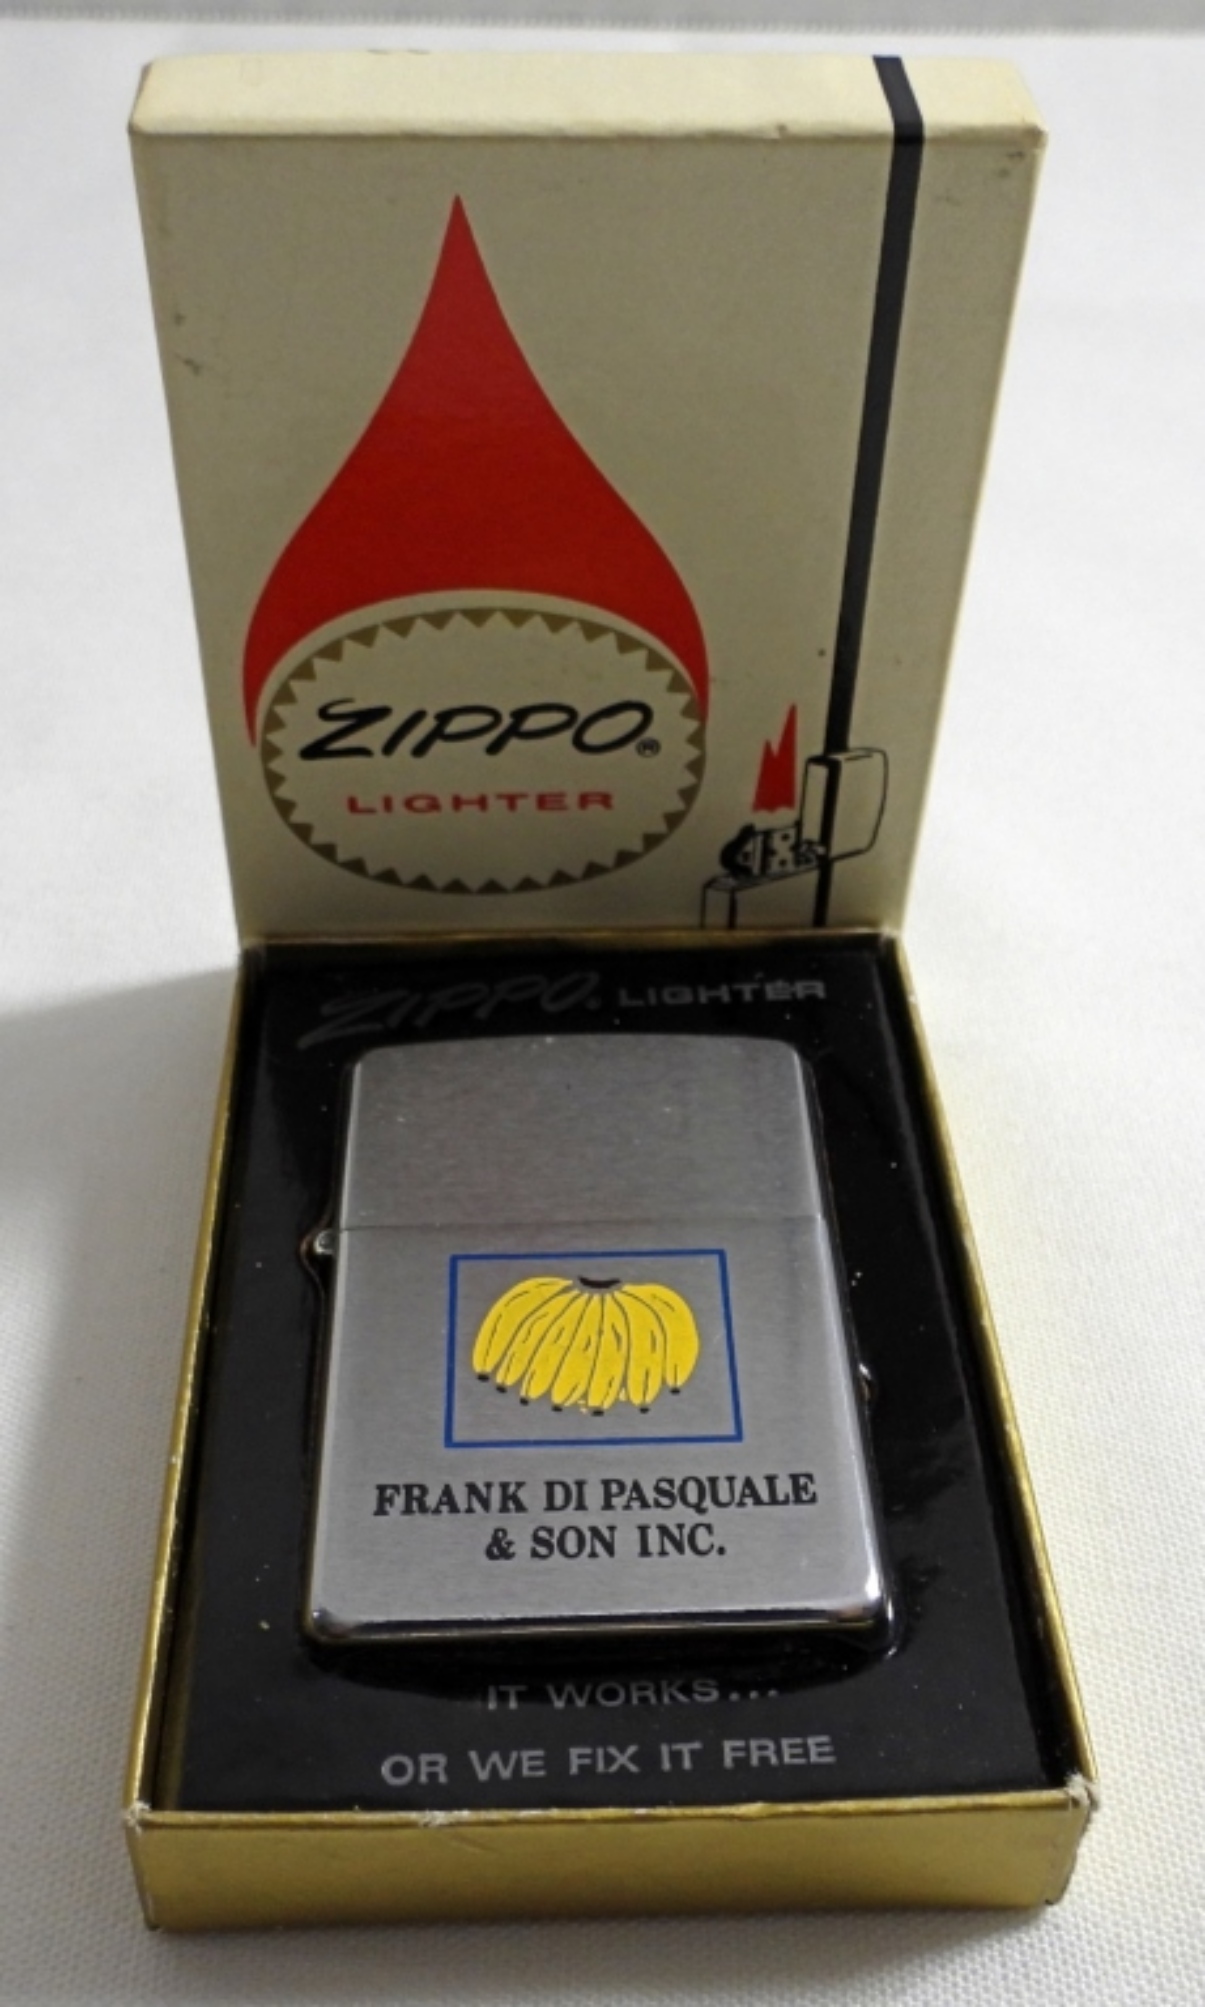 ZIPPO®
LIGHTER
ZIPPO® LIGHTER
FRANK DI PASQUALE
& SON INC.
IT WORKS...
OR WE FIX IT FREE